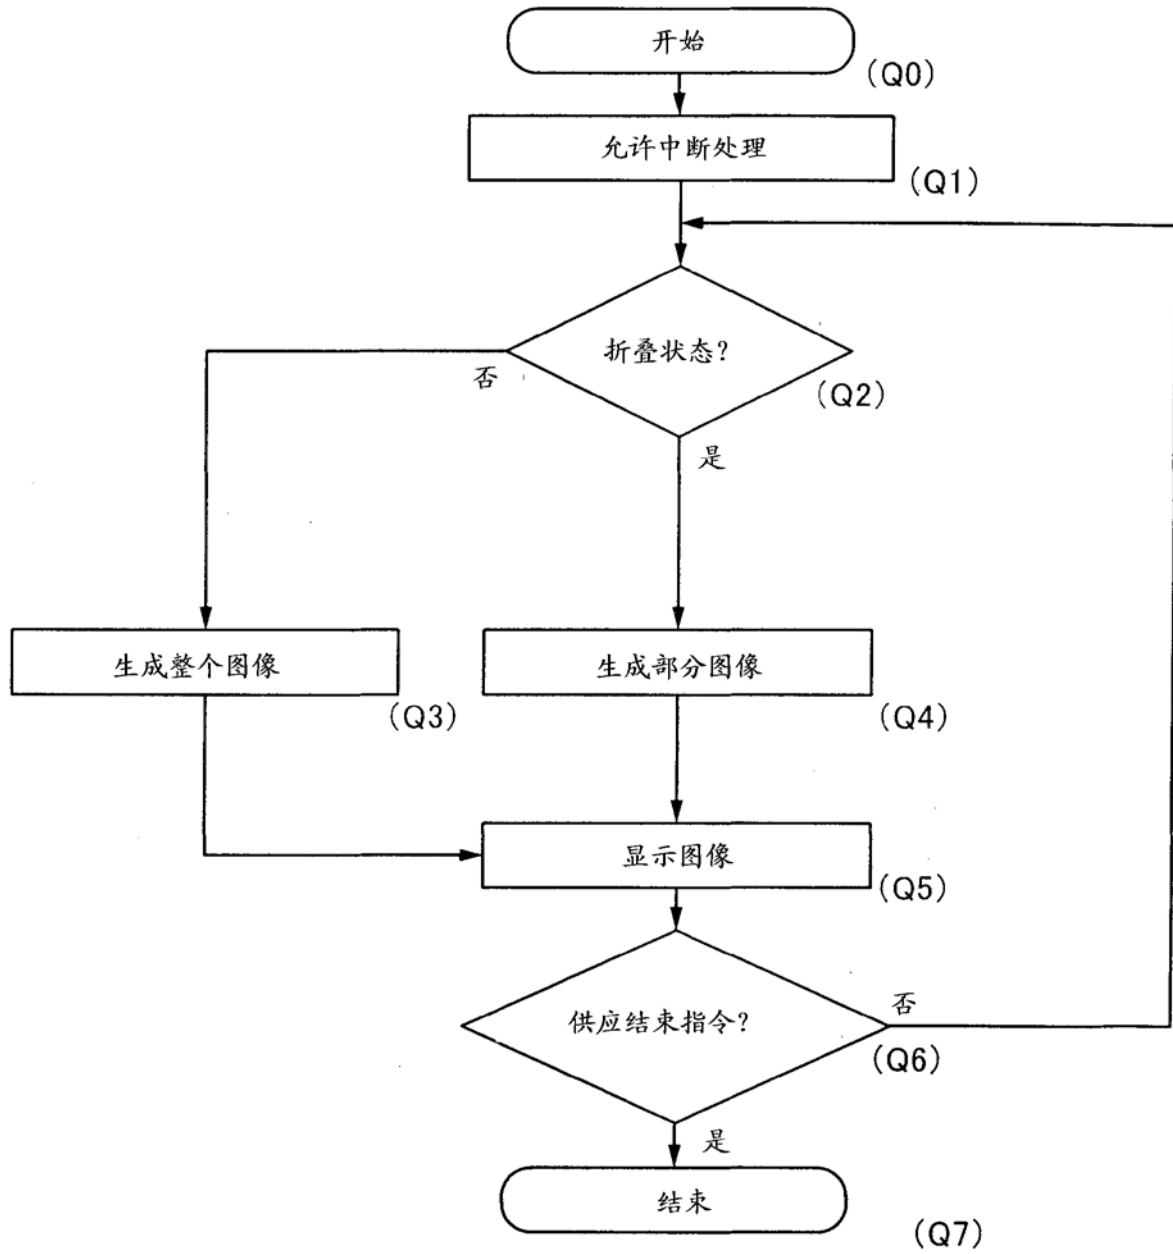 开始
(Q0)
允许中断处理
(Q1)
折叠状态?
否
(Q2)
是
生成整个图像
(Q3)
生成部分图像
(Q4)
显示图像
(Q5)
供应结束指令?
否
(Q6)
是
结束
(Q7)